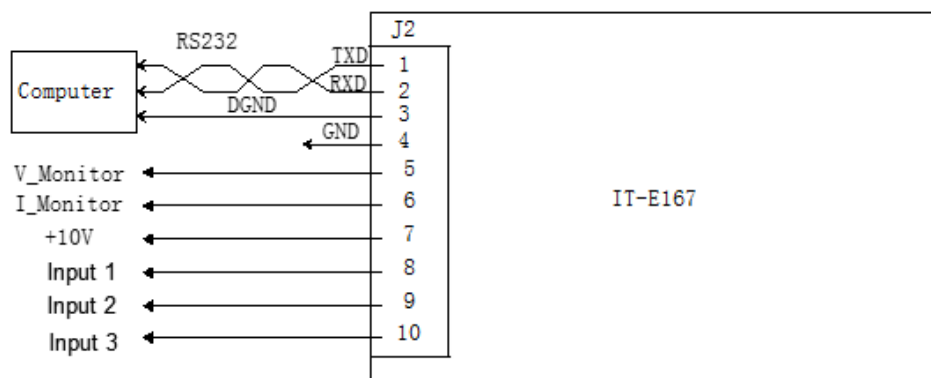 J2
RS232
TXD
1
Computer
RXD
2
DGND
3
GND
4
V_Monitor
5
I_Monitor
6
IT-E167
+10V
7
Input 1
8
Input 2
9
Input 3
10